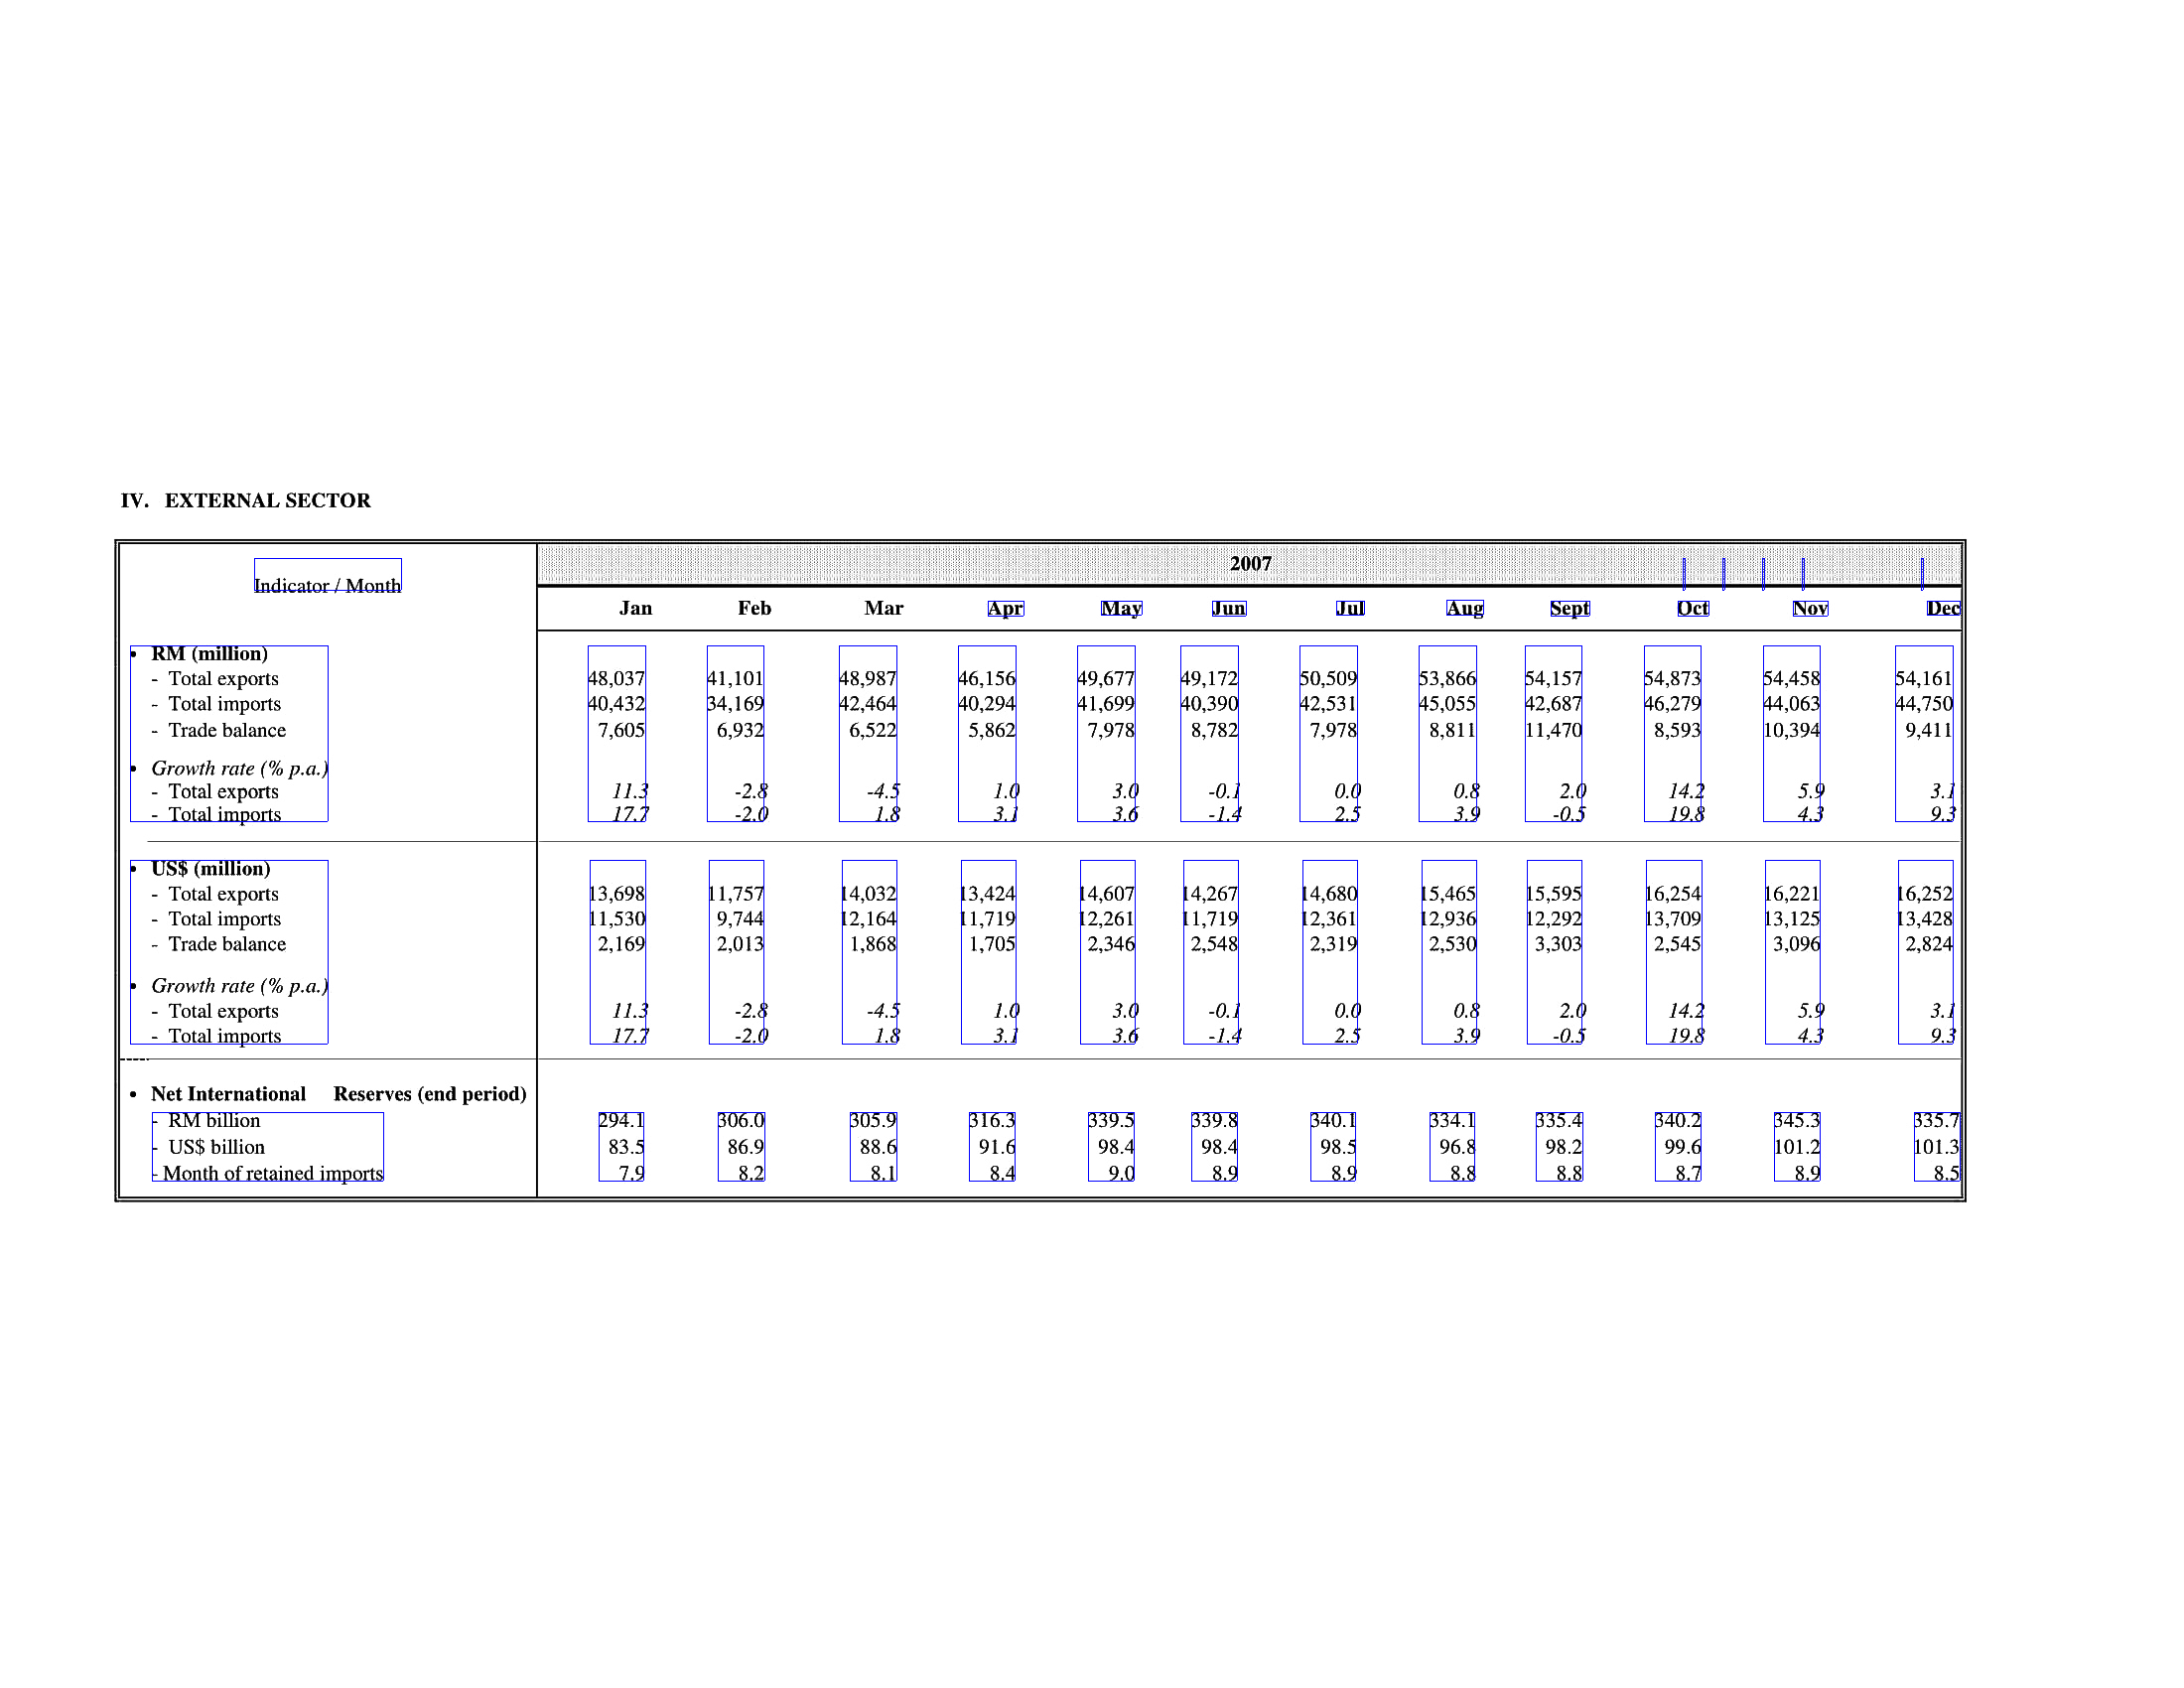 IV. EXTERNAL SECTOR
Indicator / Month
2007
Jan Feb Mar Apr May Jun Jul Aug Sept Oct Nov Dec
• RM (million)
- Total exports 48,037 41,101 48,987 46,156 49,677 49,172 50,509 53,866 54,157 54,873 54,458 54,161
- Total imports 40,432 34,169 42,464 40,294 41,699 40,390 42,531 45,055 42,687 46,279 44,063 44,750
- Trade balance 7,605 6,932 6,522 5,862 7,978 8,782 7,978 8,811 11,470 8,593 10,394 9,411
• Growth rate (% p.a.)
- Total exports 11.3 -2.8 -4.5 1.0 3.0 -0.1 0.0 0.8 2.0 14.2 5.9 3.1
- Total imports 17.7 -2.0 1.8 3.1 3.6 -1.4 2.5 3.9 -0.5 19.8 4.3 9.3
• US$ (million)
- Total exports 13,698 11,757 14,032 13,424 14,607 14,267 14,680 15,465 15,595 16,254 16,221 16,252
- Total imports 11,530 9,744 12,164 11,719 12,261 11,719 12,361 12,936 12,292 13,709 13,125 13,428
- Trade balance 2,169 2,013 1,868 1,705 2,346 2,548 2,319 2,530 3,303 2,545 3,096 2,824
• Growth rate (% p.a.)
- Total exports 11.3 -2.8 -4.5 1.0 3.0 -0.1 0.0 0.8 2.0 14.2 5.9 3.1
- Total imports 17.7 -2.0 1.8 3.1 3.6 -1.4 2.5 3.9 -0.5 19.8 4.3 9.3
• Net International Reserves (end period)
- RM billion 294.1 306.0 305.9 316.3 339.5 339.8 340.1 334.1 335.4 340.2 345.3 335.7
- US$ billion 83.5 86.9 88.6 91.6 98.4 98.4 98.5 96.8 98.2 99.6 101.2 101.3
- Month of retained imports 7.9 8.2 8.1 8.4 9.0 8.9 8.9 8.8 8.8 8.7 8.9 8.5